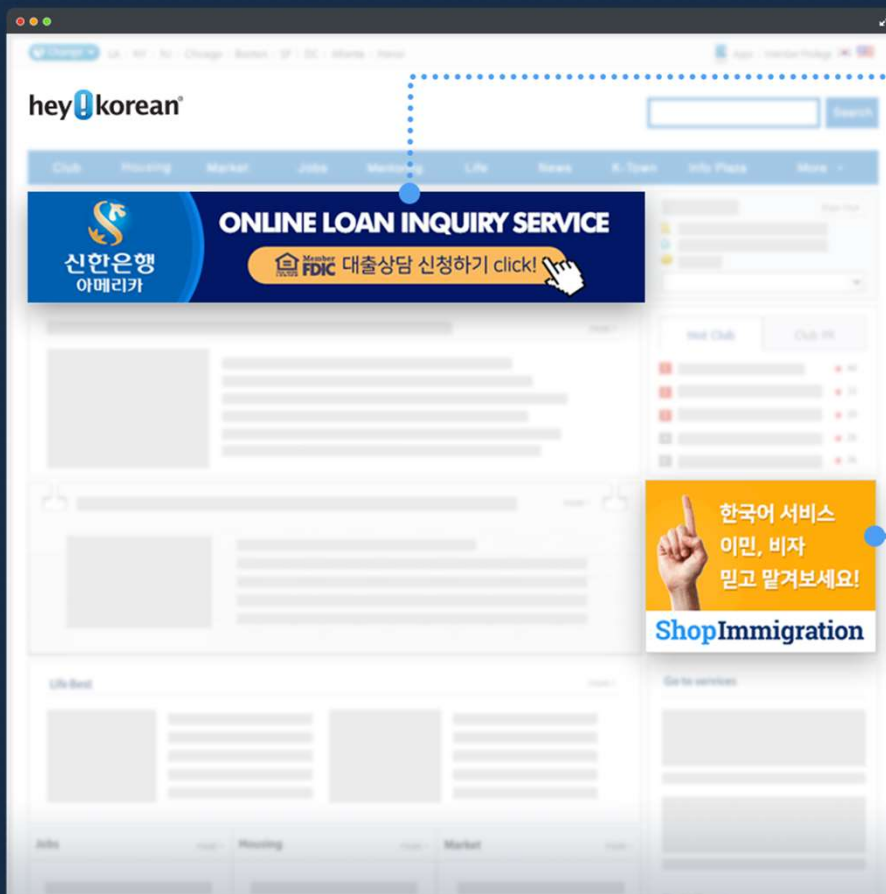 hey!korean®
Search
Club Housing Market Jobs Mentoring Life News K-Town Info Plaza More
신한은행
아메리카
ONLINE LOAN INQUIRY SERVICE
Member
FDIC 대출상담 신청하기 click!
Hot Club
한국어 서비스
이민, 비자
믿고 맡겨보세요!
ShopImmigration
Life Best
Go to services
Jobs
Housing
Market